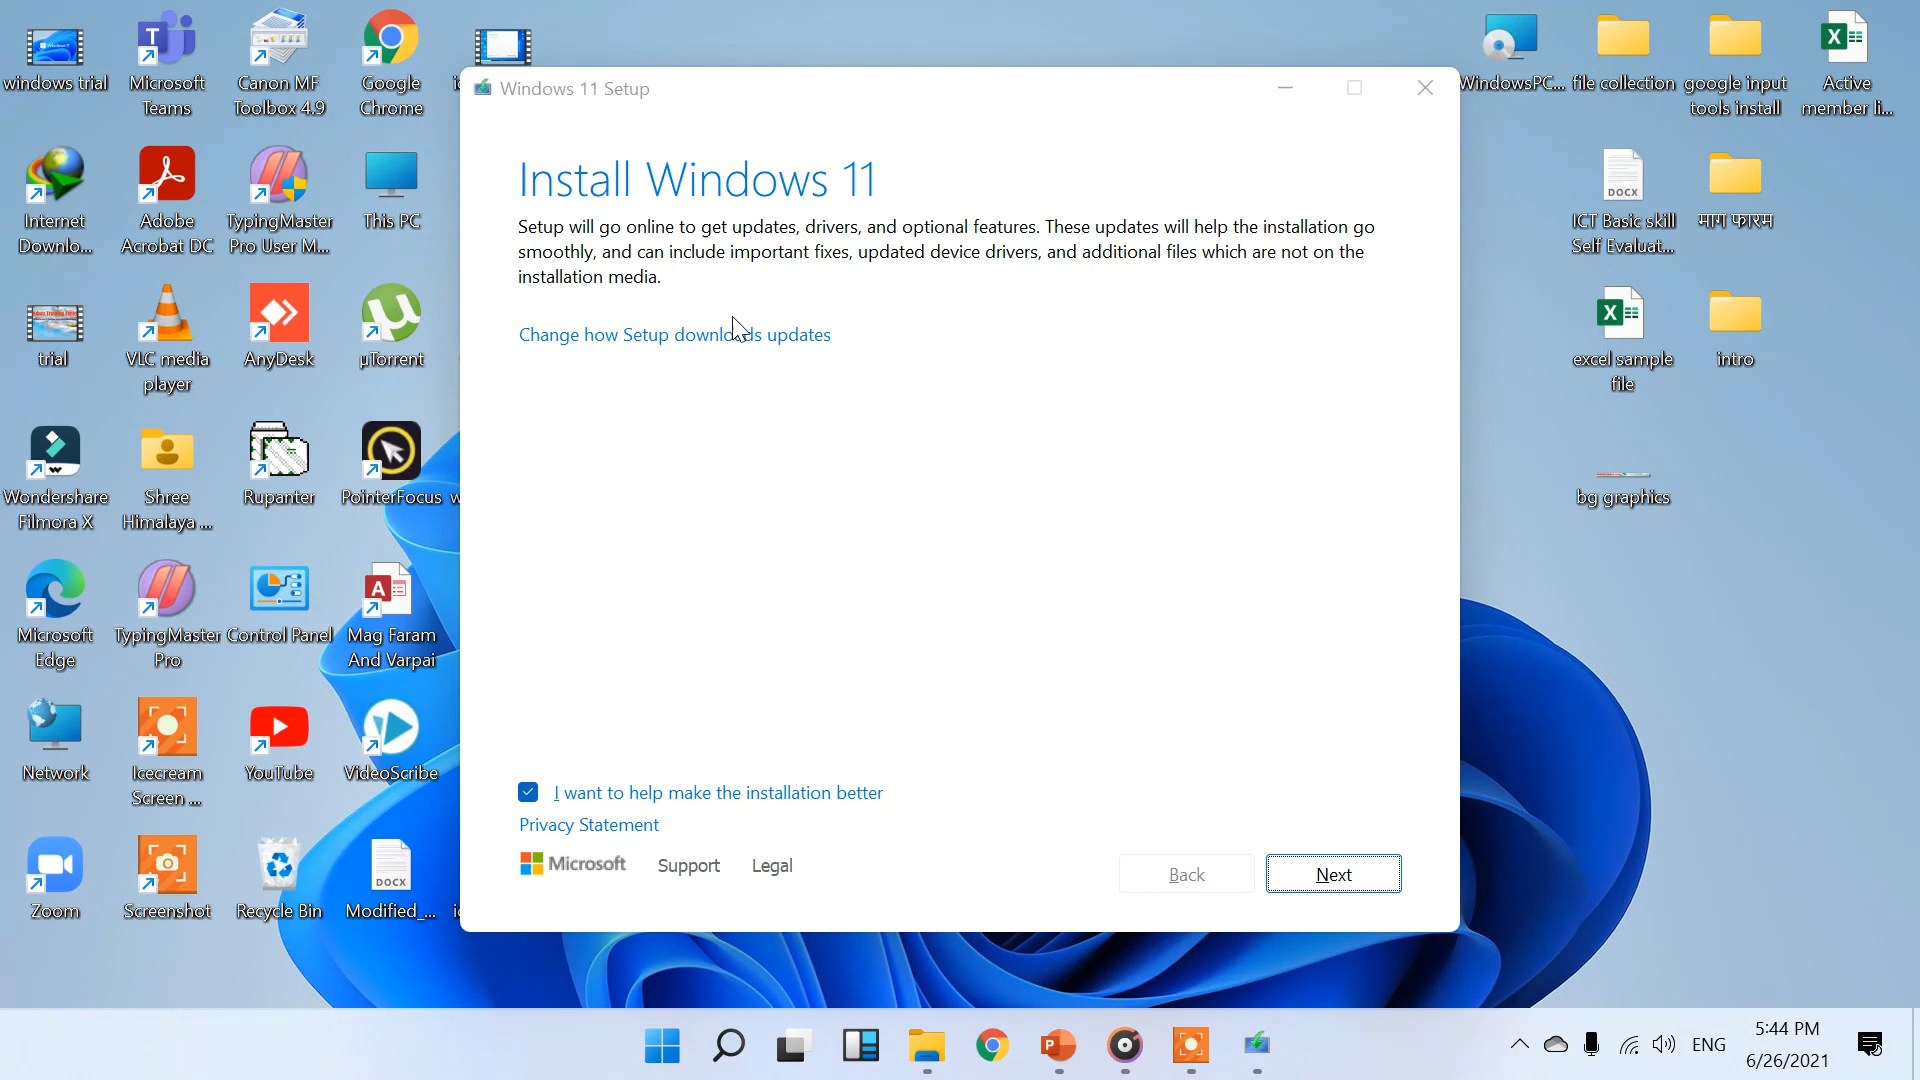 windows trial
Microsoft
Teams
Canon MF
Toolbox 4.9
Google
Chrome
Internet
Downlo...
Adobe
Acrobat DC
TypingMaster
Pro User M...
This PC
trial
VLC media
player
AnyDesk
µTorrent
Wondershare
Filmora X
Shree
Himalaya ...
Rupanter
PointerFocus
Microsoft
Edge
TypingMaster
Pro
Control Panel
Mag Faram
And Varpai
Network
Icecream
Screen ...
YouTube
VideoScribe
Zoom
Screenshot
Recycle Bin
DOCX
Modified_...
Windows 11 Setup
Install Windows 11
Setup will go online to get updates, drivers, and optional features. These updates will help the installation go
smoothly, and can include important fixes, updated device drivers, and additional files which are not on the
installation media.
Change how Setup downloads updates
I want to help make the installation better
Privacy Statement
Microsoft
Support
Legal
Back
Next
WindowsPC...
file collection
google input
tools install
Active
member li...
DOCX
ICT Basic skill
Self Evaluat...
माग फारम
excel sample
file
intro
bg graphics
ENG
5:44 PM
6/26/2021